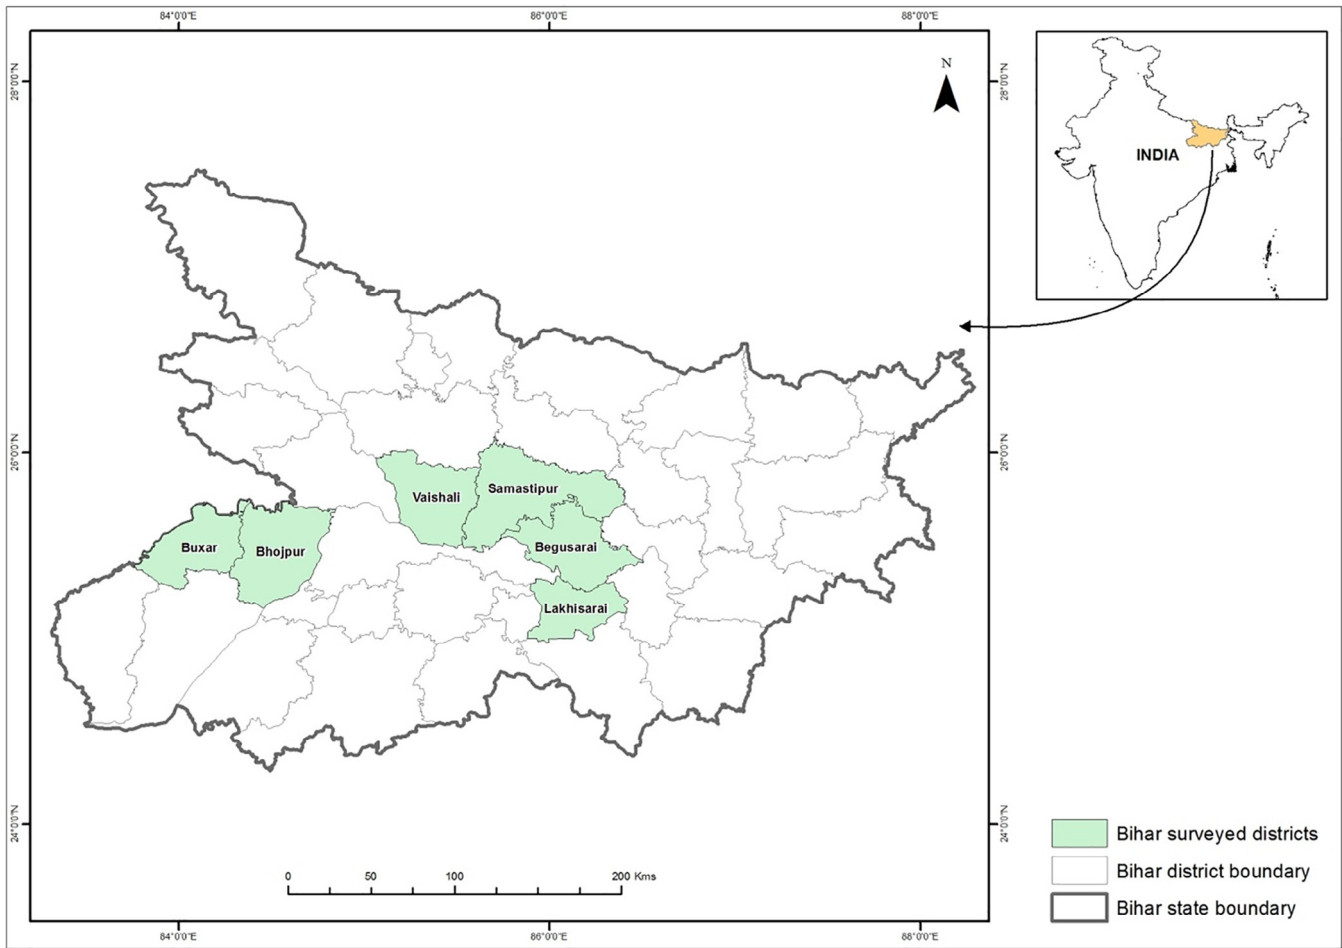 84°0'0"E
86°0'0"E
88°0'0"E
28°0'0"N
N
28°0'0"N
INDIA
26°0'0"N
26°0'0"N
Vaishali
Samastipur
Buxar
Bhojpur
Begusarai
Lakhisarai
24°0'0"N
24°0'0"N
Bihar surveyed districts
Bihar district boundary
Bihar state boundary
0 50 100 200 Kms
84°0'0"E
86°0'0"E
88°0'0"E